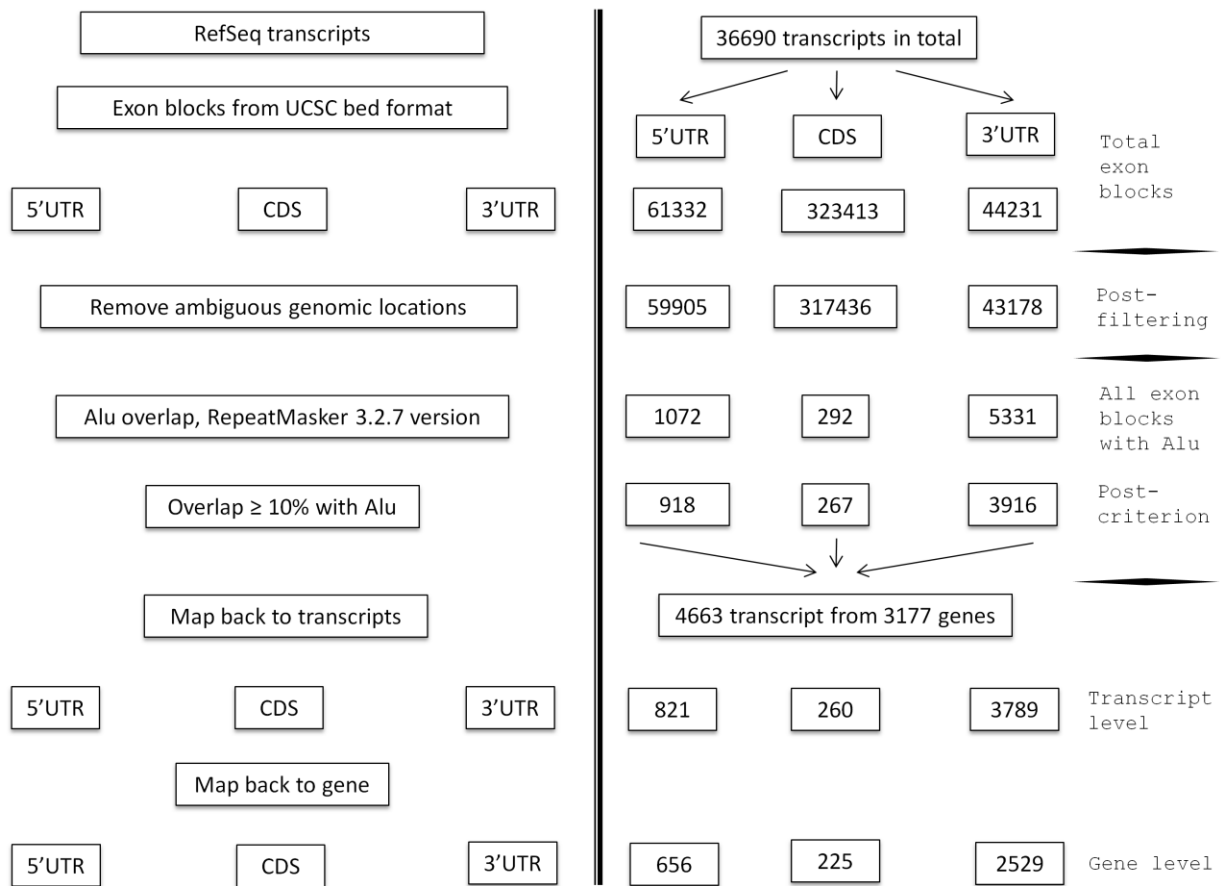 RefSeq transcripts
Exon blocks from UCSC bed format
5’UTR CDS 3’UTR
Remove ambiguous genomic locations
Alu overlap, RepeatMasker 3.2.7 version
Overlap ≥ 10% with Alu
Map back to transcripts
5’UTR CDS 3’UTR
Map back to gene
5’UTR CDS 3’UTR
36690 transcripts in total
5’UTR CDS 3’UTR
61332 323413 44231
Total
exon
blocks
59905 317436 43178
Post-
filtering
1072 292 5331
All exon
blocks
with Alu
918 267 3916
Post-
criterion
4663 transcript from 3177 genes
821 260 3789
Transcript
level
656 225 2529
Gene level